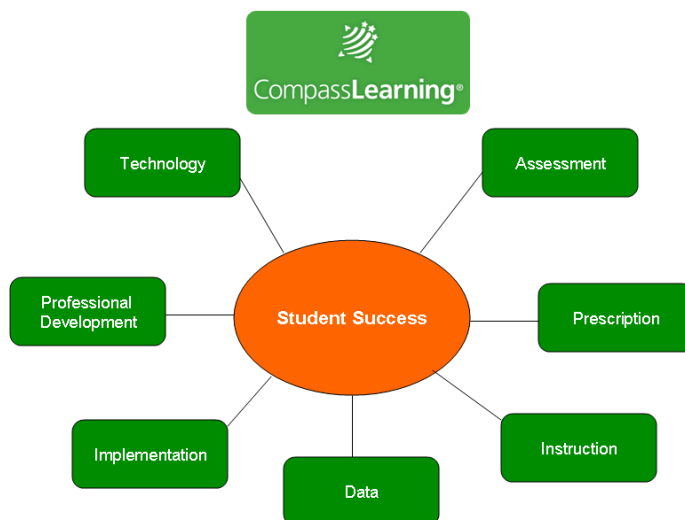 CompassLearning®
Technology
Assessment
Professional
Development
Student Success
Prescription
Implementation
Instruction
Data